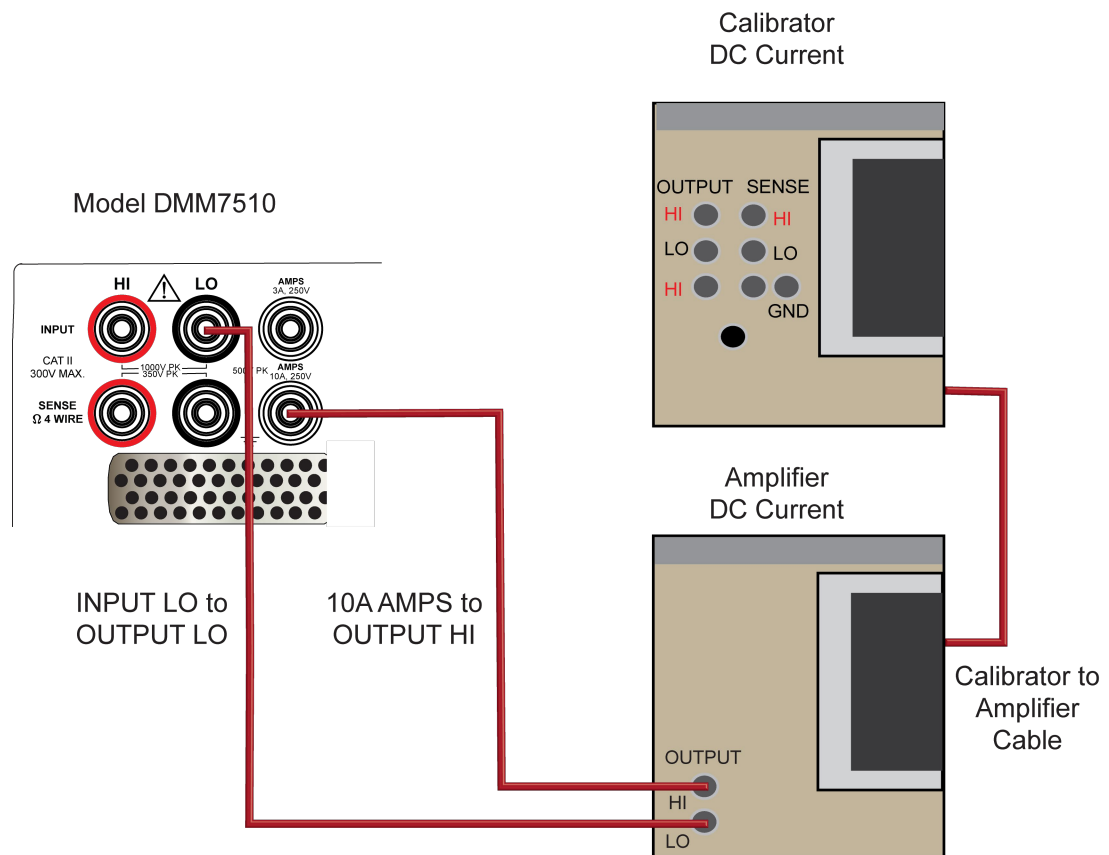 Calibrator
DC Current
OUTPUT SENSE
HI HI
LO LO
HI
GND
Model DMM7510
HI LO AMPS
3A, 250V
INPUT
CAT II
300V MAX.
1000V PK
350V PK
500V PK
AMPS
10A, 250V
SENSE
Ω 4 WIRE
Amplifier
DC Current
INPUT LO to
OUTPUT LO
10A AMPS to
OUTPUT HI
Calibrator to
Amplifier
Cable
OUTPUT
HI
LO